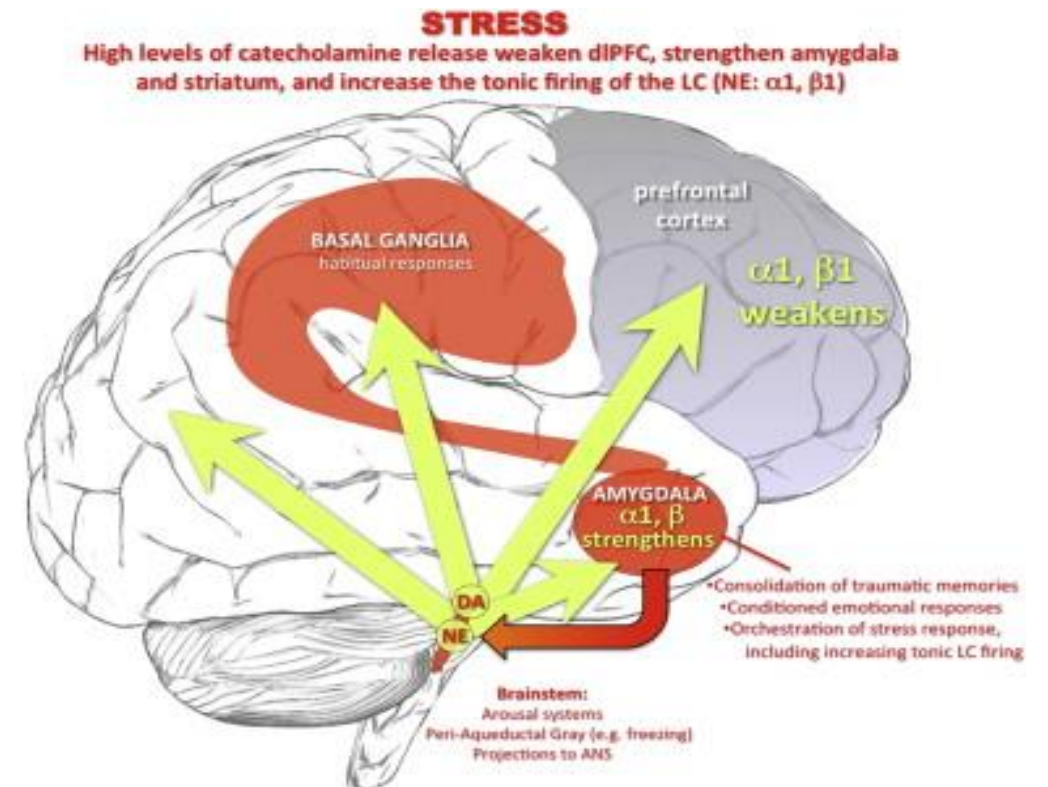 STRESS
High levels of catecholamine release weaken dlPFC, strengthen amygdala
and striatum, and increase the tonic firing of the LC (NE: α1, β1)
prefrontal
cortex
BASAL GANGLIA
habitual responses
α1, β1
weakens
AMYGDALA
α1, β
strengthens
DA
NE
•Consolidation of traumatic memories
•Conditioned emotional responses
•Orchestration of stress response,
including increasing tonic LC firing
Brainstem:
Arousal systems
Peri-Aqueductal Gray (e.g. freezing)
Projections to ANS